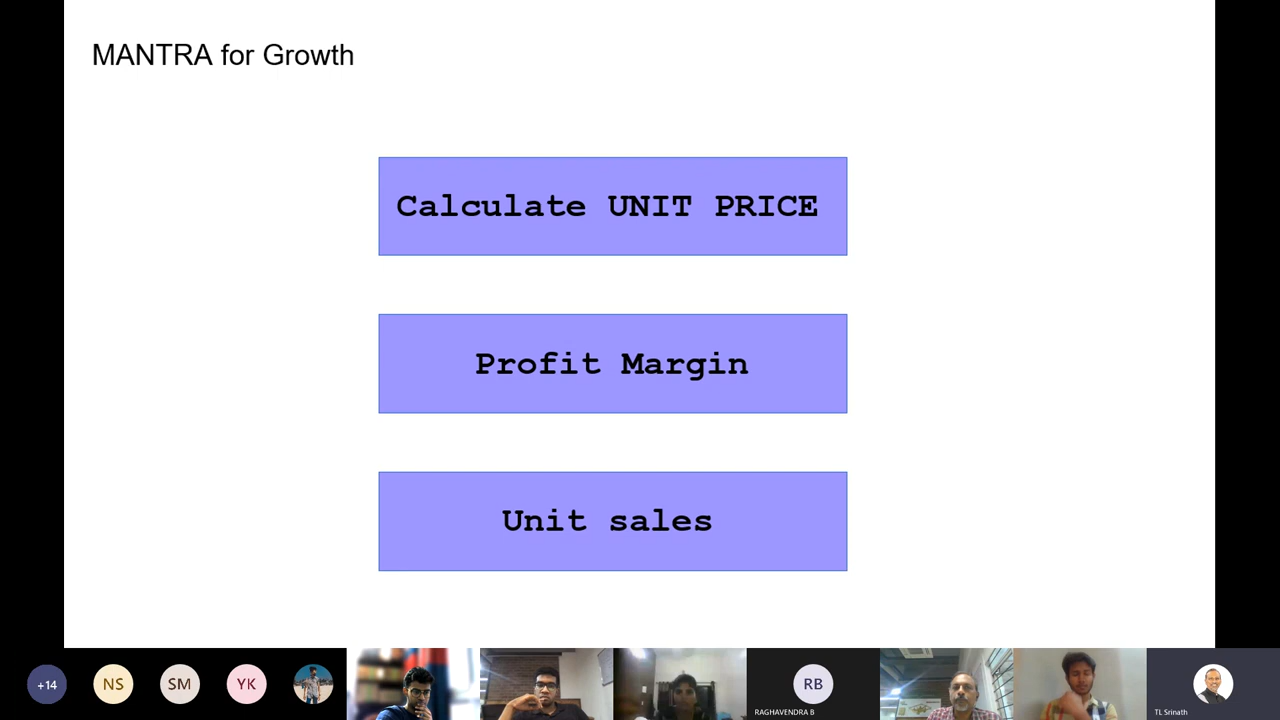 MANTRA for Growth
Calculate UNIT PRICE
Profit Margin
Unit sales
+14
NS
SM
YK
RB
RAGHAVENDRA B
TL Srinath